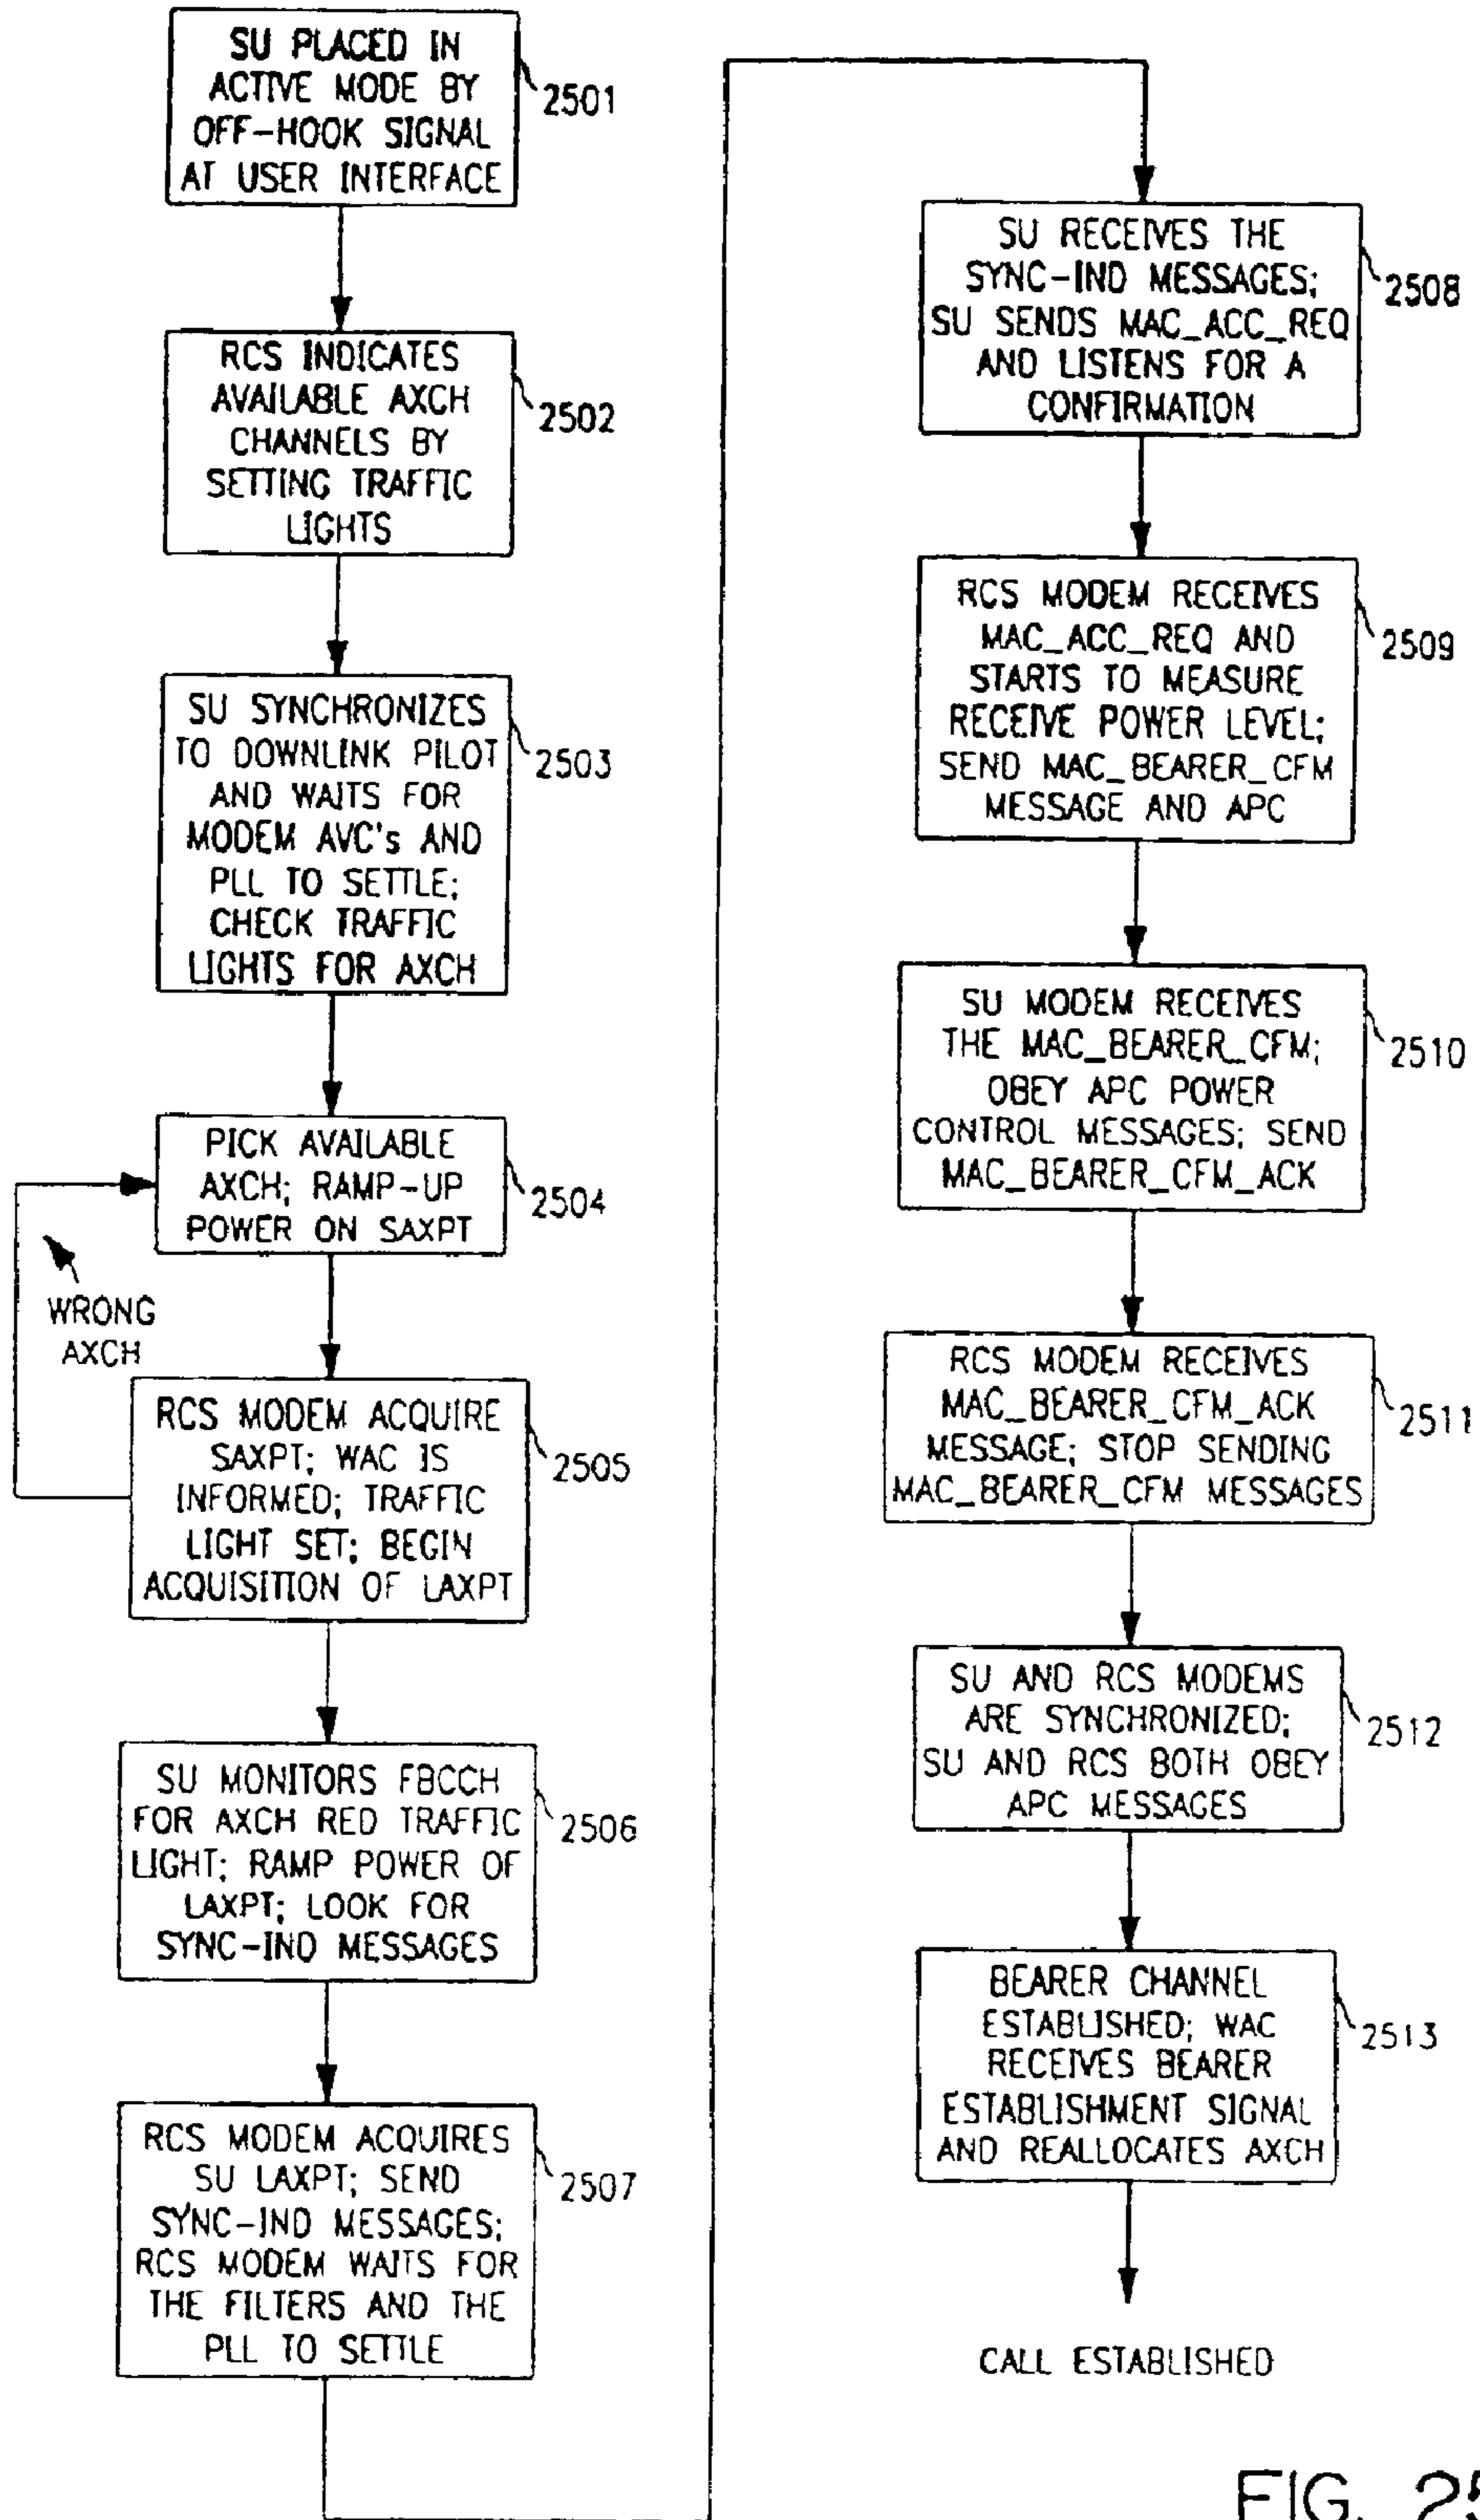 SU PLACED IN
ACTIVE MODE BY
OFF-HOOK SIGNAL
AT USER INTERFACE
2501
RCS INDICATES
AVAILABLE AXCH
CHANNELS BY
SETTING TRAFFIC
LIGHTS
2502
SU SYNCHRONIZES
TO DOWNLINK PILOT
AND WAITS FOR
MODEM AVC's AND
PLL TO SETTLE;
CHECK TRAFFIC
LIGHTS FOR AXCH
2503
PICK AVAILABLE
AXCH; RAMP-UP
POWER ON SAXPT
2504
WRONG
AXCH
RCS MODEM ACQUIRE
SAXPT; WAC IS
INFORMED; TRAFFIC
LIGHT SET; BEGIN
ACQUISITION OF LAXPT
2505
SU MONITORS FBCCH
FOR AXCH RED TRAFFIC
LIGHT; RAMP POWER OF
LAXPT; LOOK FOR
SYNC-IND MESSAGES
2506
RCS MODEM ACQUIRES
SU LAXPT; SEND
SYNC-IND MESSAGES;
RCS MODEM WAITS FOR
THE FILTERS AND THE
PLL TO SETTLE
2507
SU RECEIVES THE
SYNC-IND MESSAGES;
SU SENDS MAC_ACC_REQ
AND LISTENS FOR A
CONFIRMATION
2508
RCS MODEM RECEIVES
MAC_ACC_REQ AND
STARTS TO MEASURE
RECEIVE POWER LEVEL;
SEND MAC_BEARER_CFM
MESSAGE AND APC
2509
SU MODEM RECEIVES
THE MAC_BEARER_CFM;
OBEY APC POWER
CONTROL MESSAGES; SEND
MAC_BEARER_CFM_ACK
2510
RCS MODEM RECEIVES
MAC_BEARER_CFM_ACK
MESSAGE; STOP SENDING
MAC_BEARER_CFM MESSAGES
2511
SU AND RCS MODEMS
ARE SYNCHRONIZED;
SU AND RCS BOTH OBEY
APC MESSAGES
2512
BEARER CHANNEL
ESTABLISHED; WAC
RECEIVES BEARER
ESTABLISHMENT SIGNAL
AND REALLOCATES AXCH
2513
CALL ESTABLISHED
FIG. 25